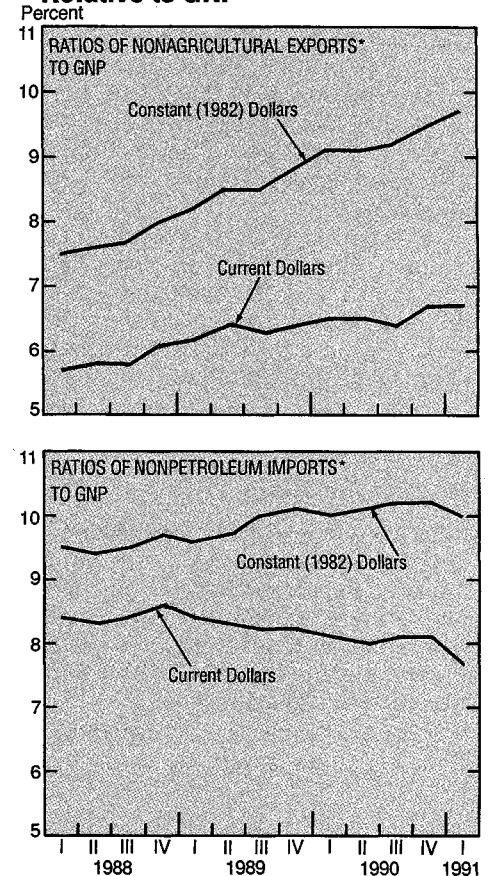 Relative to GNP
Percent
11
RATIOS OF NONAGRICULTURAL EXPORTS*
TO GNP
10
Constant (1982) Dollars
9
8
7
Current Dollars
6
5
11
RATIOS OF NONPETROLEUM IMPORTS*
TO GNP
10
Constant (1982) Dollars
9
8
Current Dollars
7
6
5
I II III IV I II III IV I II III IV I
1988 1989 1990 1991